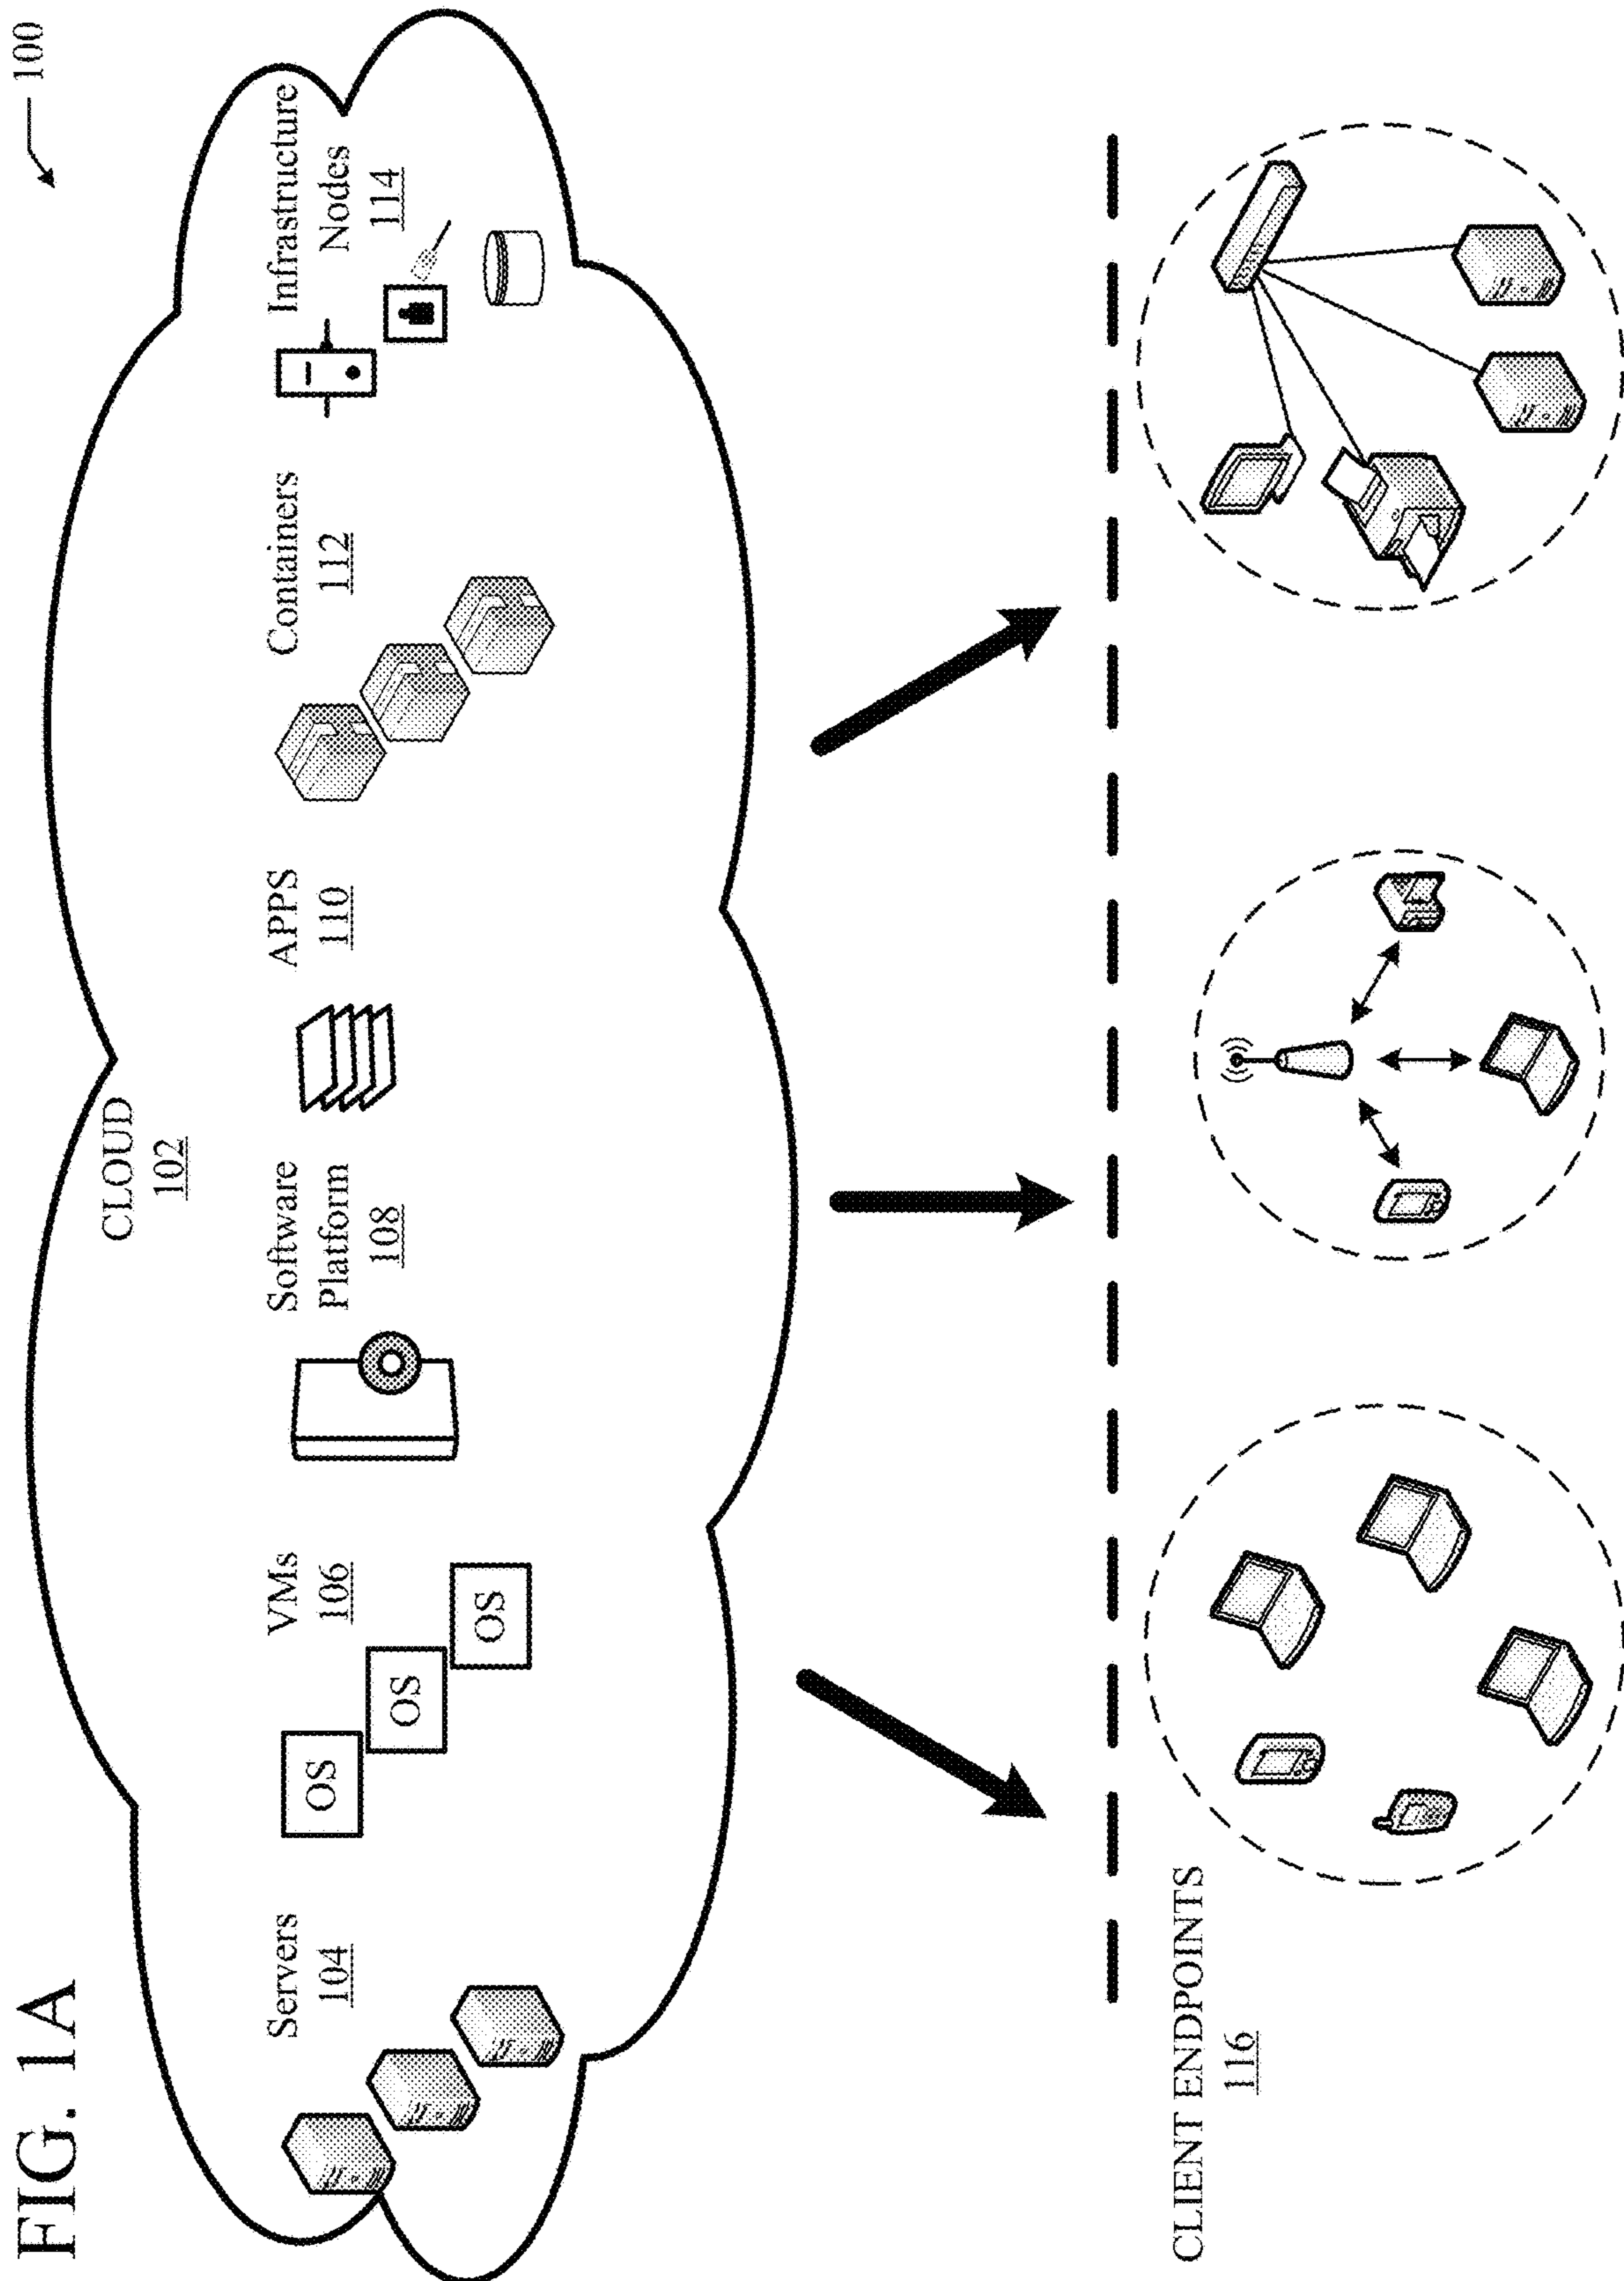 FIG. 1A
100
CLOUD
102
Servers
104
VMs
106
OS
OS
OS
Software
Platform
108
APPS
110
Containers
112
Infrastructure
Nodes
114
CLIENT ENDPOINTS
116